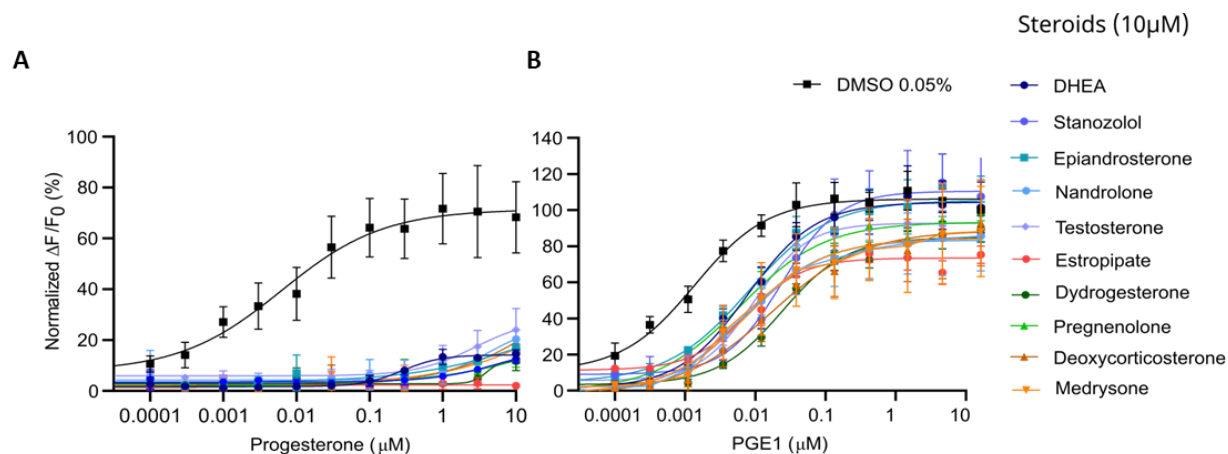 Steroids (10μM)
A
B
DMSO 0.05%
DHEA
Stanozolol
Epiandrosterone
Nandrolone
Testosterone
Estropipate
Dydrogesterone
Pregnenolone
Deoxycorticosterone
Medrysone
Normalized ΔF/F0 (%)
100
80
60
40
20
0
0.0001
0.001
0.01
0.1
1
10
Progesterone (μM)
140
120
100
80
60
40
20
0
0.0001
0.001
0.01
0.1
1
10
PGE1 (μM)